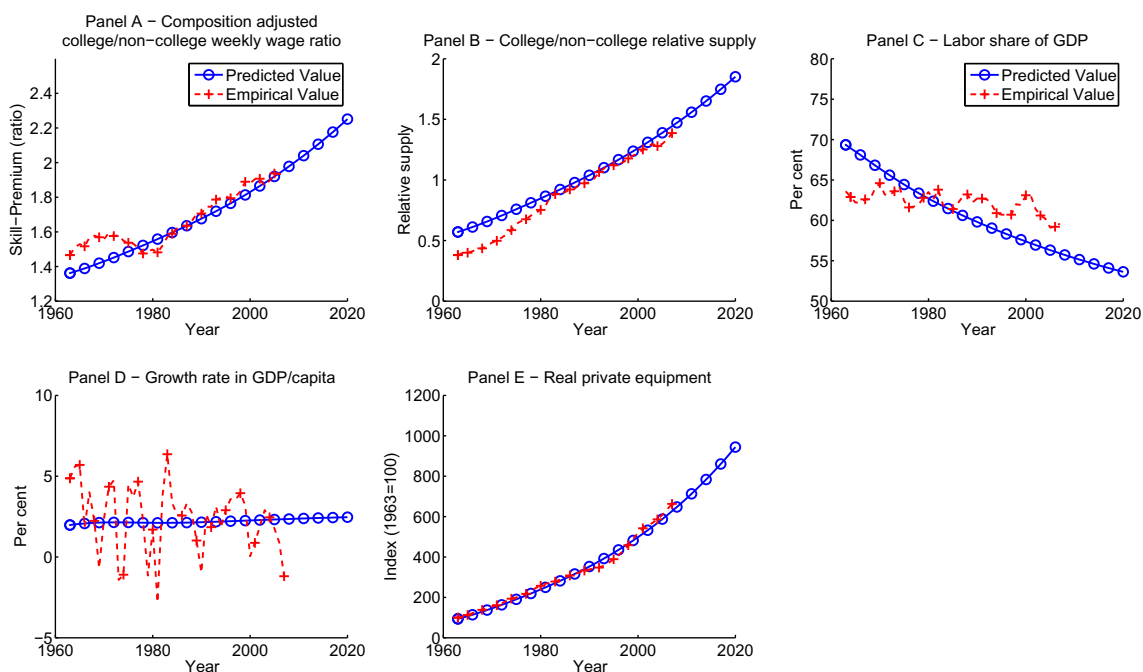 Panel A − Composition adjusted
college/non−college weekly wage ratio
Skill−Premium (ratio)
2.4
2.2
2
1.8
1.6
1.4
1.2
1960
1980
2000
2020
Year
Predicted Value
Empirical Value
Panel B − College/non−college relative supply
Relative supply
2
1.5
1
0.5
0
1960
1980
2000
2020
Year
Panel C − Labor share of GDP
Per cent
80
75
70
65
60
55
50
1960
1980
2000
2020
Year
Predicted Value
Empirical Value
Panel D − Growth rate in GDP/capita
Per cent
10
5
0
−5
1960
1980
2000
2020
Year
Panel E − Real private equipment
Index (1963=100)
1200
1000
800
600
400
200
0
1960
1980
2000
2020
Year